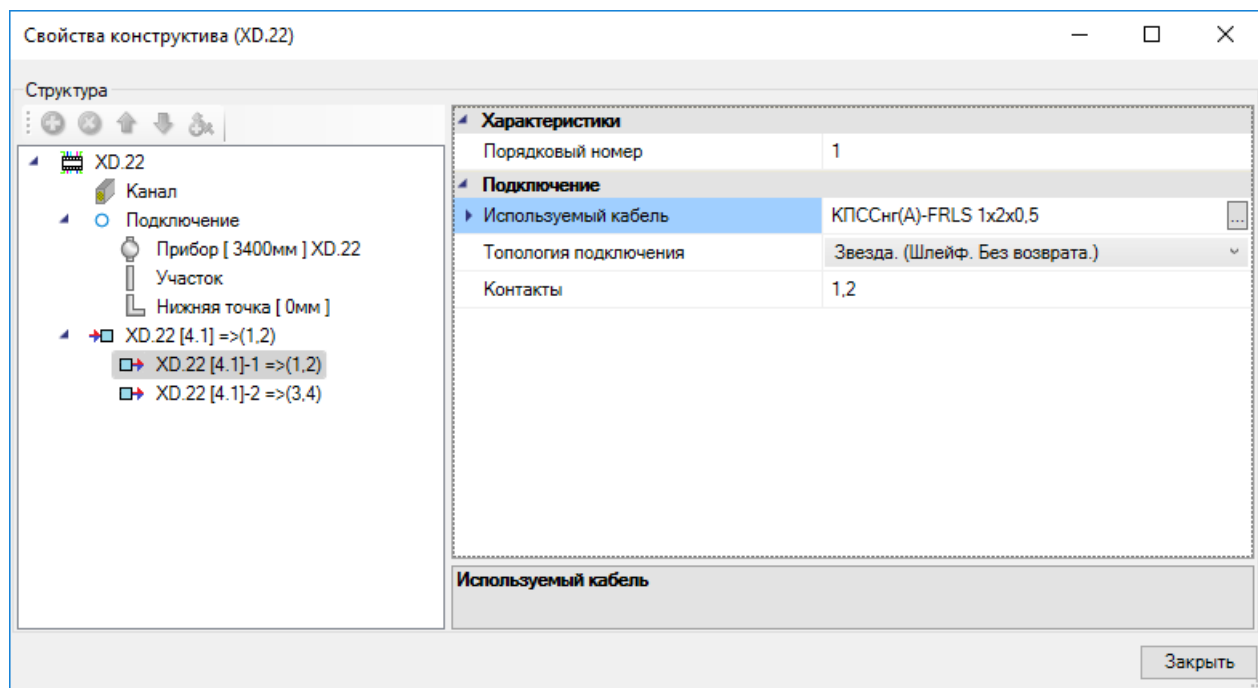 Свойства конструктива (XD.22)
Структура
XD.22
Канал
Подключение
Прибор [ 3400мм ] XD.22
Участок
Нижняя точка [ 0мм ]
XD.22 [4.1] =>(1,2)
XD.22 [4.1]-1 =>(1,2)
XD.22 [4.1]-2 =>(3,4)
Характеристики
Порядковый номер 1
Подключение
Используемый кабель КПССнг(А)-FRLS 1x2x0,5 ...
Топология подключения Звезда. (Шлейф. Без возврата.)
Контакты 1,2
Используемый кабель
Закрыть